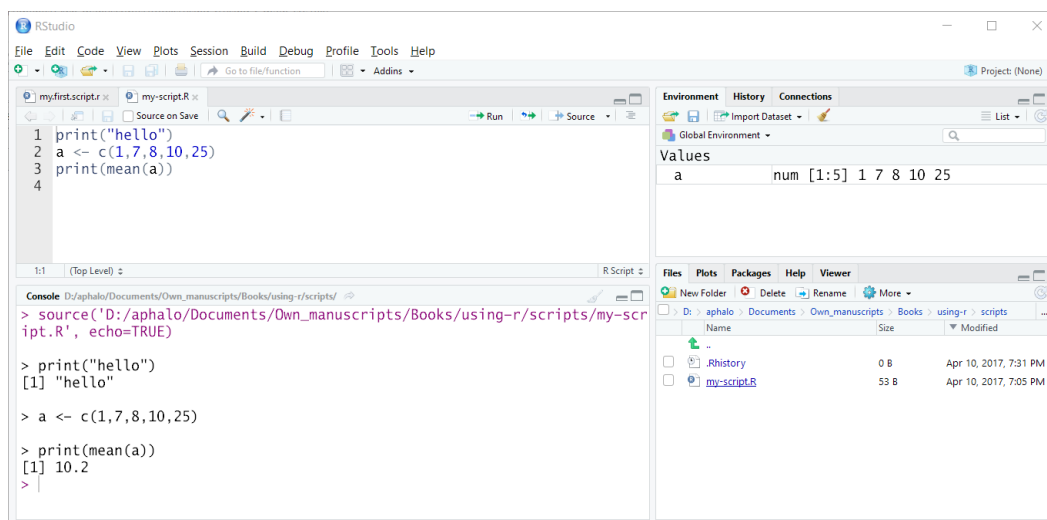 RStudio
File Edit Code View Plots Session Build Debug Profile Tools Help
Go to file/function Addins Project: (None)
my.first.script.r my-script.R
Source on Save Run Source
1 print("hello")
2 a <- c(1,7,8,10,25)
3 print(mean(a))
4
1:1 (Top Level) R Script
Console D:/aphalo/Documents/Own_manuscripts/Books/using-r/scripts/
> source('D:/aphalo/Documents/Own_manuscripts/Books/using-r/scripts/my-scr
ipt.R', echo=TRUE)
> print("hello")
[1] "hello"
> a <- c(1,7,8,10,25)
> print(mean(a))
[1] 10.2
>
Environment History Connections
Import Dataset List
Global Environment
Values
a num [1:5] 1 7 8 10 25
Files Plots Packages Help Viewer
New Folder Delete Rename More
D: > aphalo > Documents > Own_manuscripts > Books > using-r > scripts ...
Name Size Modified
..
.Rhistory 0 B Apr 10, 2017, 7:31 PM
my-script.R 53 B Apr 10, 2017, 7:05 PM